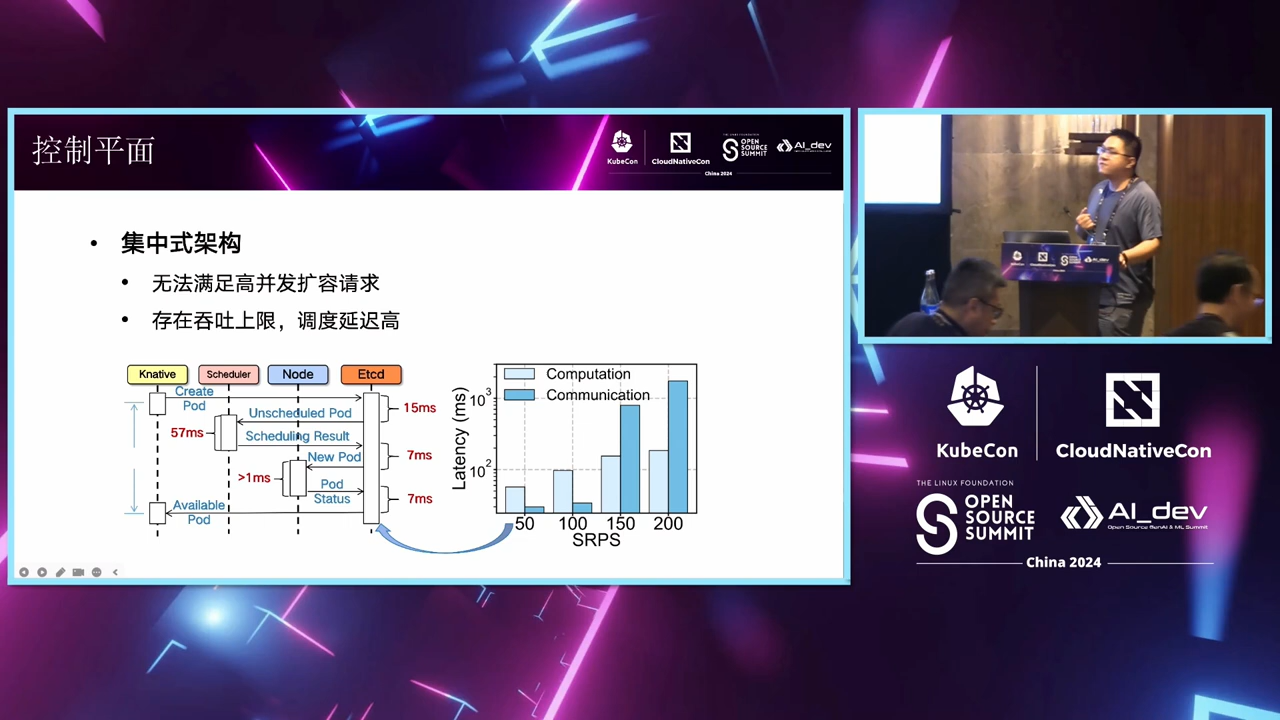 控制平面
KubeCon
CloudNativeCon
THE LINUX FOUNDATION
OPEN
SOURCE
SUMMIT
AI_dev
China 2024
• 集中式架构
• 无法满足高并发扩容请求
• 存在吞吐上限，调度延迟高
Knative
Scheduler
Node
Etcd
Create
Pod
15ms
Unscheduled Pod
57ms
Scheduling Result
New Pod
7ms
>1ms
Pod
Status
7ms
Available
Pod
Computation
Communication
Latency (ms)
10³
10²
50 100 150 200
SRPS
KubeCon
CloudNativeCon
THE LINUX FOUNDATION
OPEN
SOURCE
SUMMIT
AI_dev
Open Source GenAI & ML Summit
China 2024